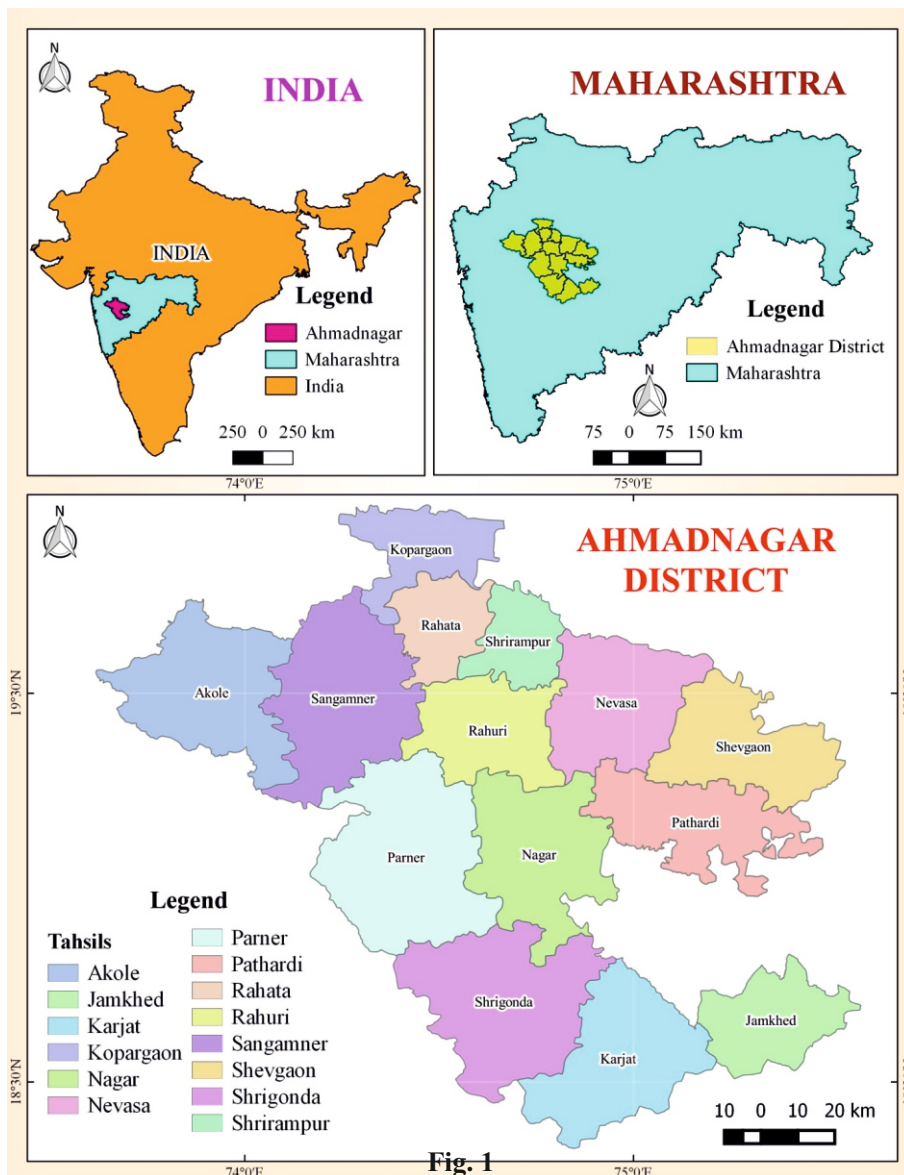 N
INDIA
INDIA
Legend
Ahmadnagar
Maharashtra
India
250 0 250 km
N
MAHARASHTRA
Legend
Ahmadnagar District
Maharashtra
N
75 0 75 150 km
74°0'E
75°0'E
N
AHMADNAGAR
DISTRICT
Kopargaon
Rahata
Shrirampur
Akole
Sangamner
Nevasa
Rahuri
Shevgaon
Pathardi
Parner
Nagar
Shrigonda
Karjat
Jamkhed
19°30'N
18°30'N
Legend
Tahsils
Akole
Jamkhed
Karjat
Kopargaon
Nagar
Nevasa
Parner
Pathardi
Rahata
Rahuri
Sangamner
Shevgaon
Shrigonda
Shrirampur
10 0 10 20 km
74°0'E
75°0'E
Fig. 1